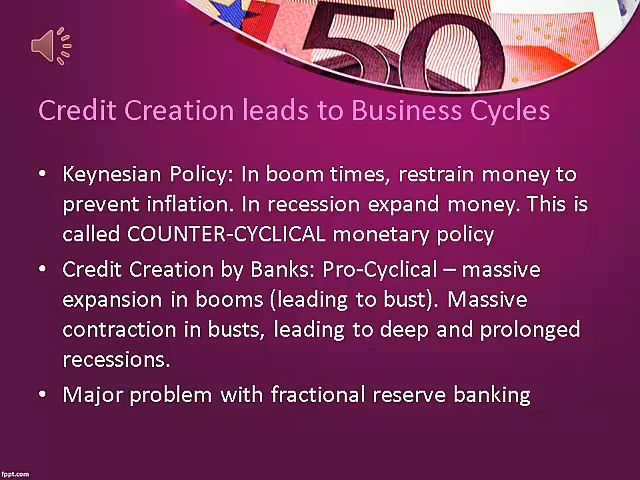 50
Credit Creation leads to Business Cycles
• Keynesian Policy: In boom times, restrain money to
prevent inflation. In recession expand money. This is
called COUNTER-CYCLICAL monetary policy
• Credit Creation by Banks: Pro-Cyclical – massive
expansion in booms (leading to bust). Massive
contraction in busts, leading to deep and prolonged
recessions.
• Major problem with fractional reserve banking
fppt.com